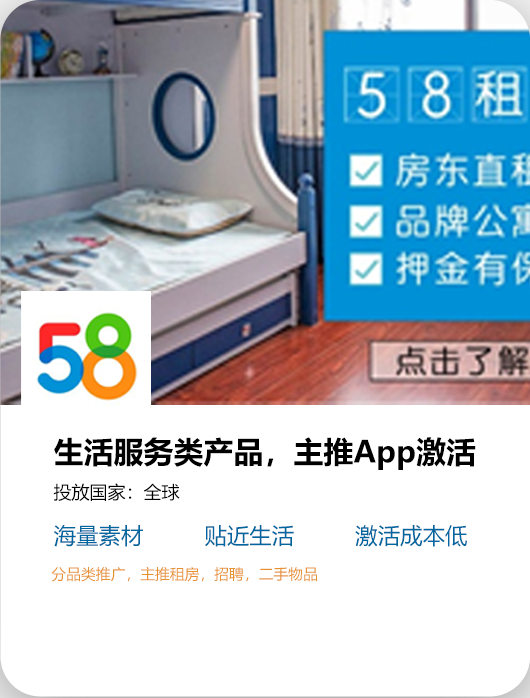 58租
房东直租
品牌公寓
押金有保
点击了解
58
生活服务类产品，主推App激活
投放国家：全球
海量素材 贴近生活 激活成本低
分品类推广，主推租房，招聘，二手物品